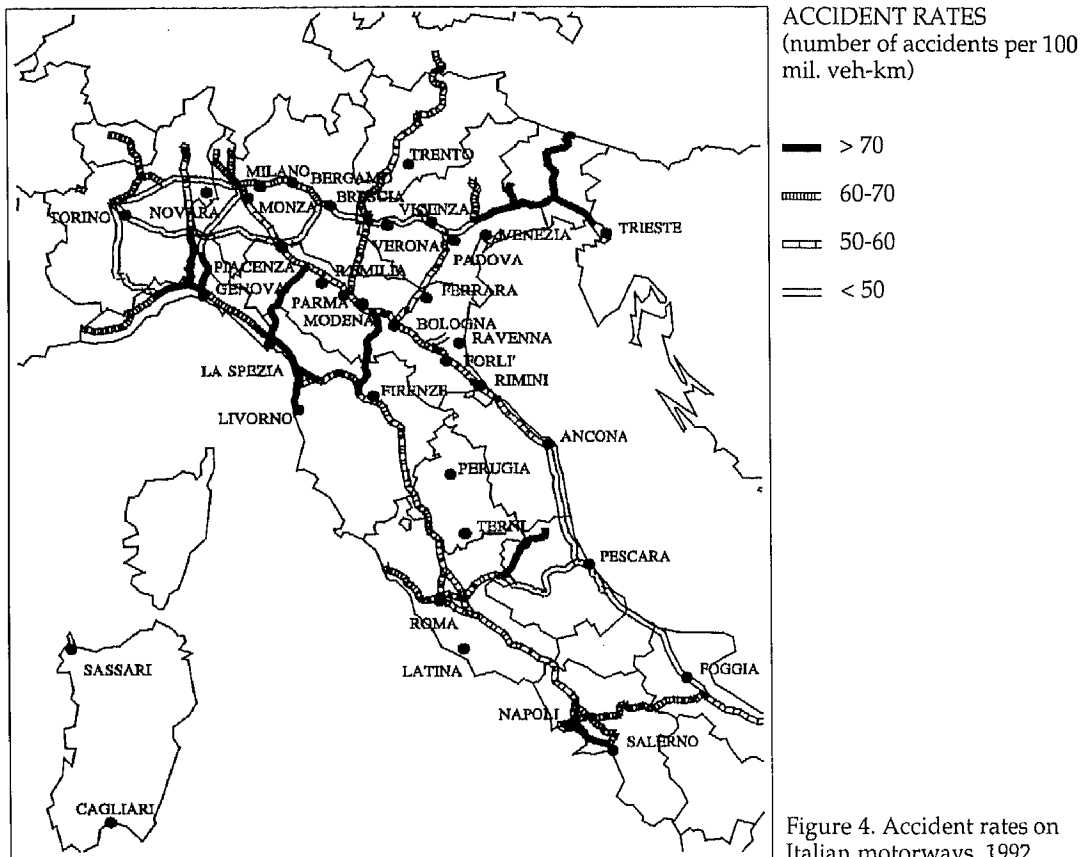 ACCIDENT RATES
(number of accidents per 100
mil. veh-km)
> 70
60-70
50-60
< 50
TRENTO
MILANO
BERGAMO
BRESCIA
TORINO
NOVARA
MONZA
VICENZA
VERONA
VENEZIA
TRIESTE
PADOVA
PIACENZA
R.EMILIA
GENOVA
PARMA
FERRARA
MODENA
BOLOGNA
RAVENNA
FORLI'
LA SPEZIA
RIMINI
FIRENZE
LIVORNO
ANCONA
PERUGIA
TERNI
PESCARA
ROMA
LATINA
SASSARI
FOGGIA
NAPOLI
SALERNO
CAGLIARI
Figure 4. Accident rates on
Italian motorways, 1992